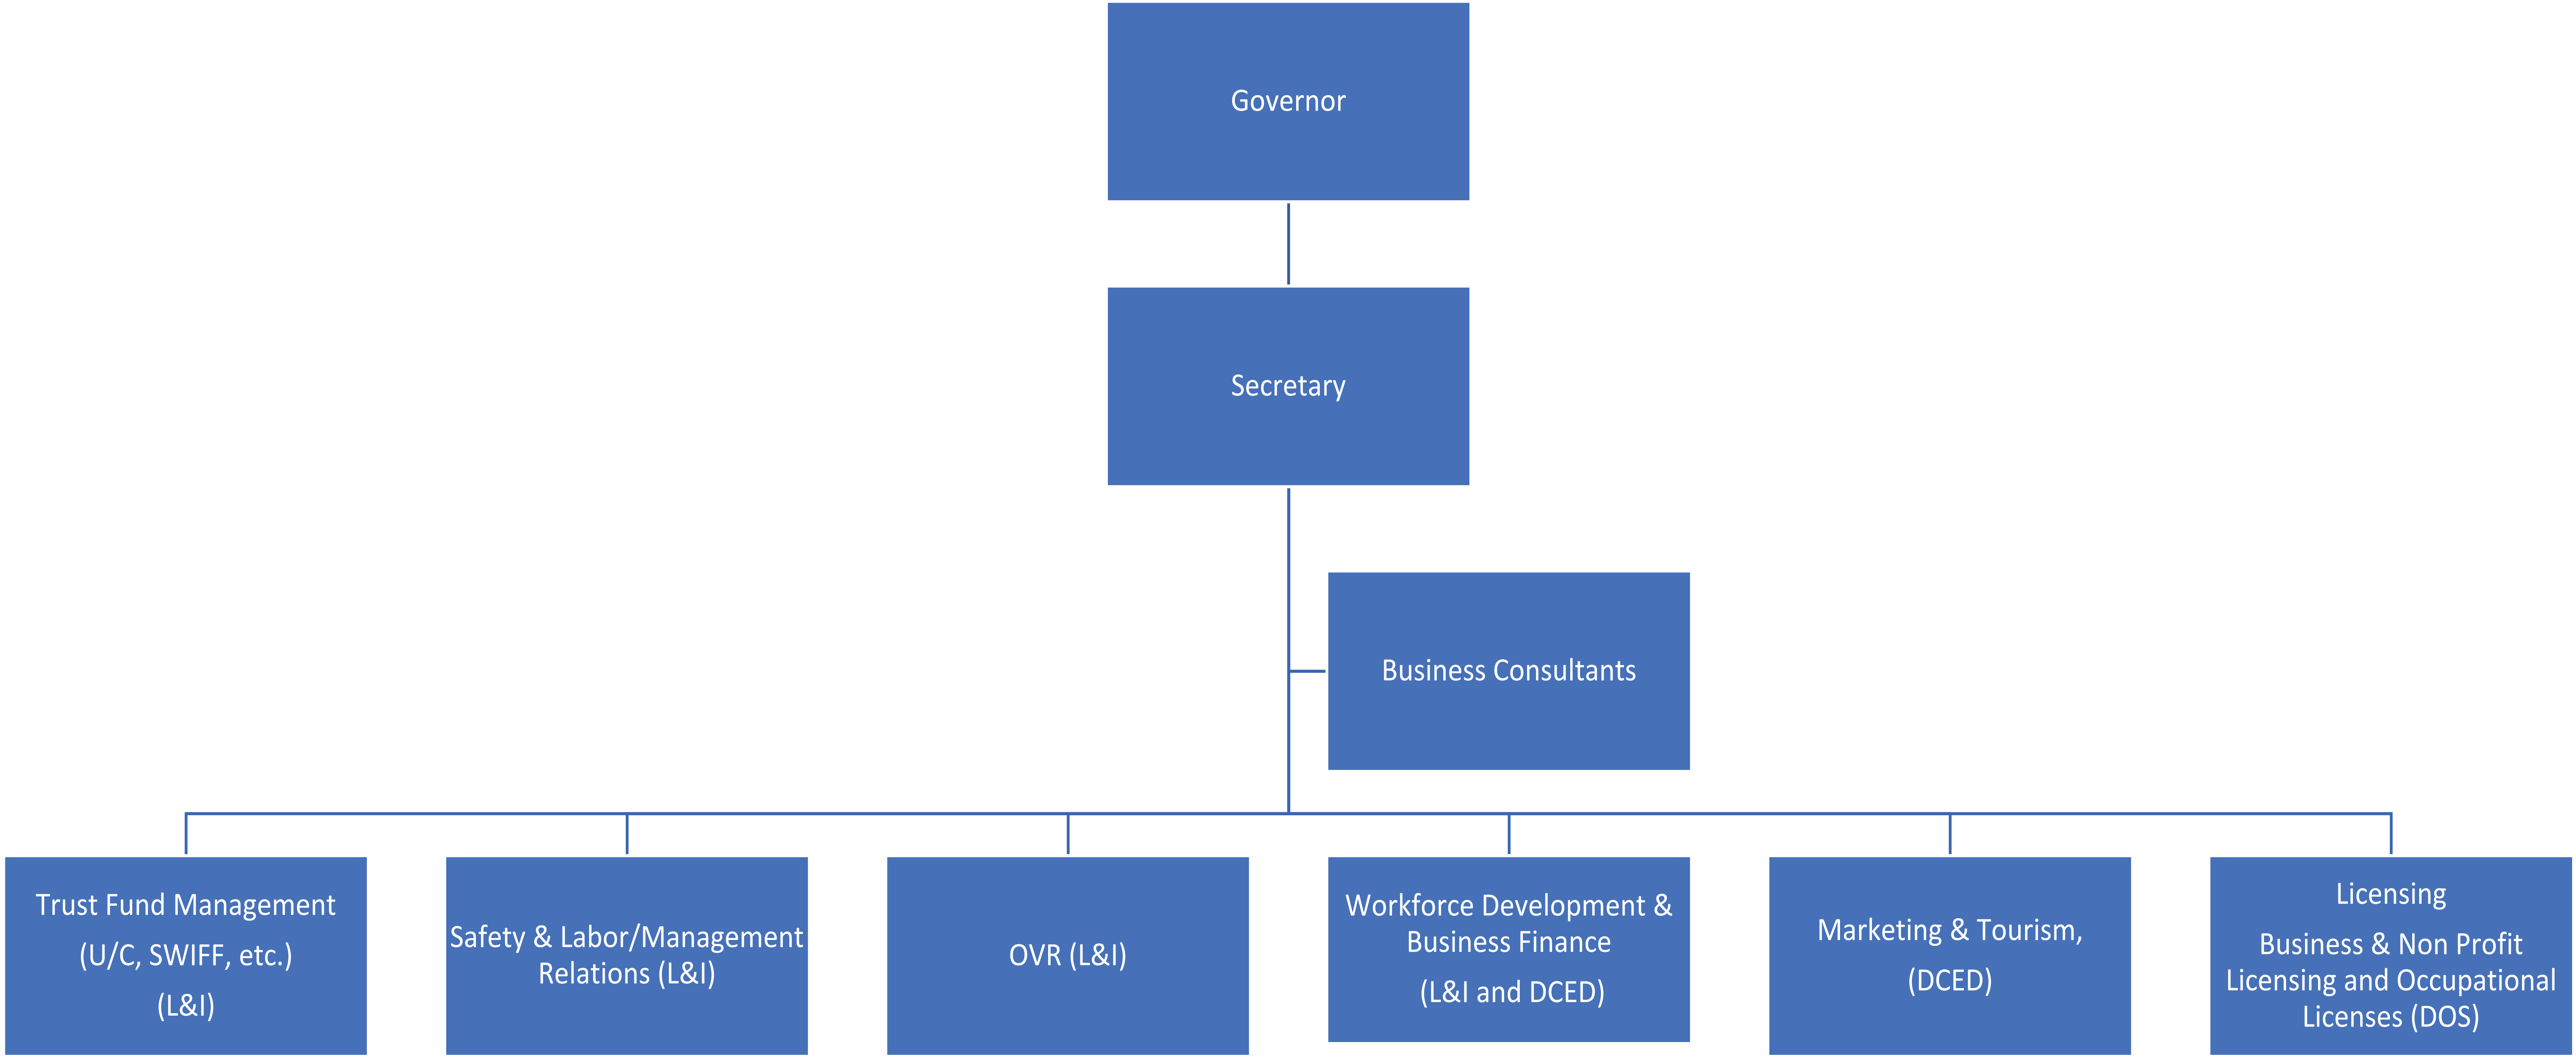 Governor
Secretary
Business Consultants
Trust Fund Management
(U/C, SWIFF, etc.)
(L&I)
Safety & Labor/Management
Relations (L&I)
OVR (L&I)
Workforce Development &
Business Finance
(L&I and DCED)
Marketing & Tourism,
(DCED)
Licensing
Business & Non Profit
Licensing and Occupational
Licenses (DOS)